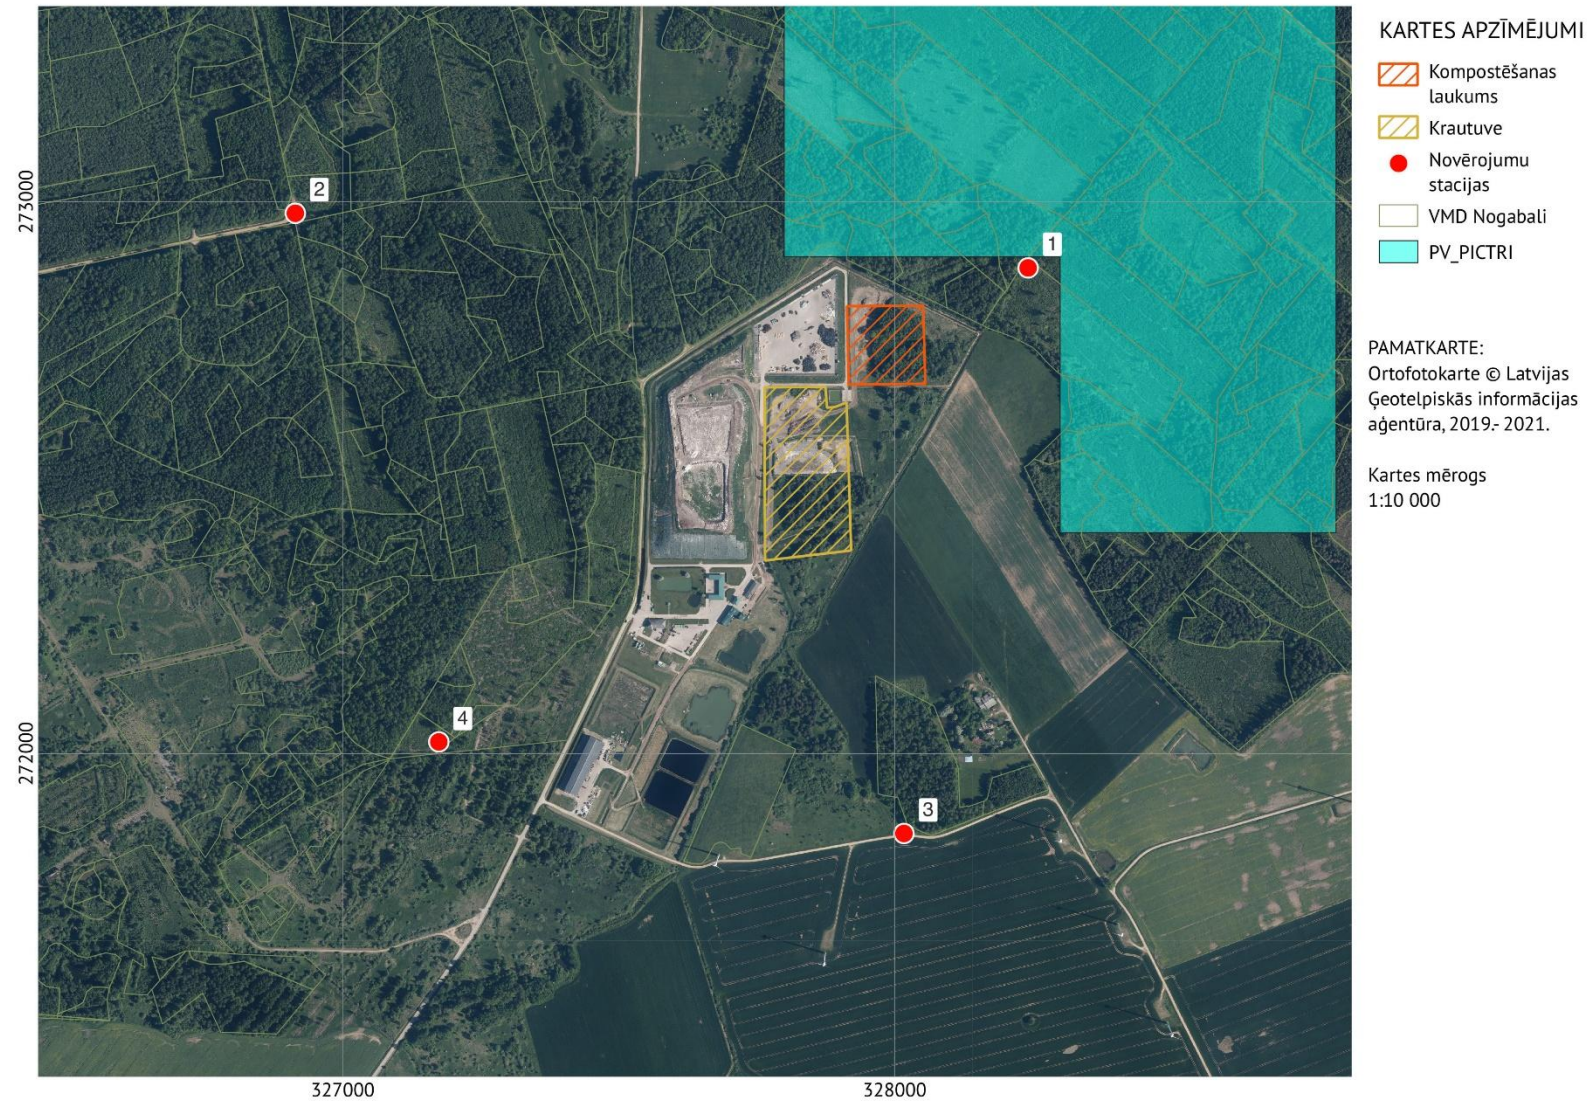 KARTES APZĪMĒJUMI
Kompostēšanas
laukums
Krautuve
Novērojumu
stacijas
VMD Nogabali
PV_PICTRI
PAMATKARTE:
Ortofotokarte © Latvijas
Ģeotelpiskās informācijas
aģentūra, 2019.- 2021.
Kartes mērogs
1:10 000
2
1
4
3
273000
272000
327000
328000